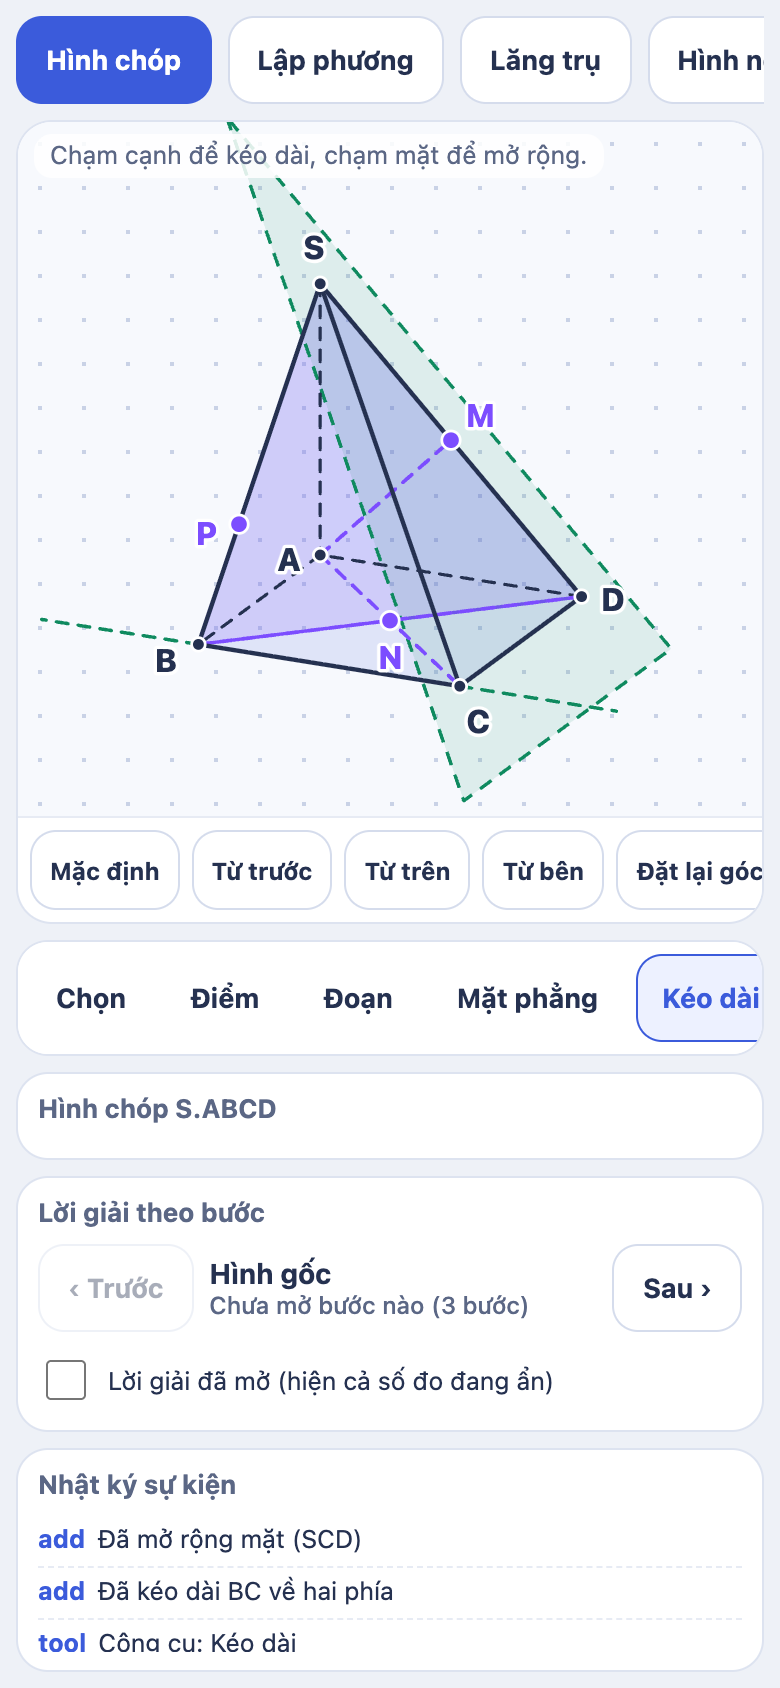 Hình chóp
Lập phương
Lăng trụ
Hình
Chạm cạnh để kéo dài, chạm mặt để mở rộng.
S
M
P
A
D
B
N
C
Mặc định
Từ trước
Từ trên
Từ bên
Đặt lại góc
Chọn
Điểm
Đoạn
Mặt phẳng
Kéo dài
Hình chóp S.ABCD
Lời giải theo bước
‹ Trước
Hình gốc
Chưa mở bước nào (3 bước)
Sau ›
Lời giải đã mở (hiện cả số đo đang ẩn)
Nhật ký sự kiện
add Đã mở rộng mặt (SCD)
add Đã kéo dài BC về hai phía
tool Công cụ: Kéo dài